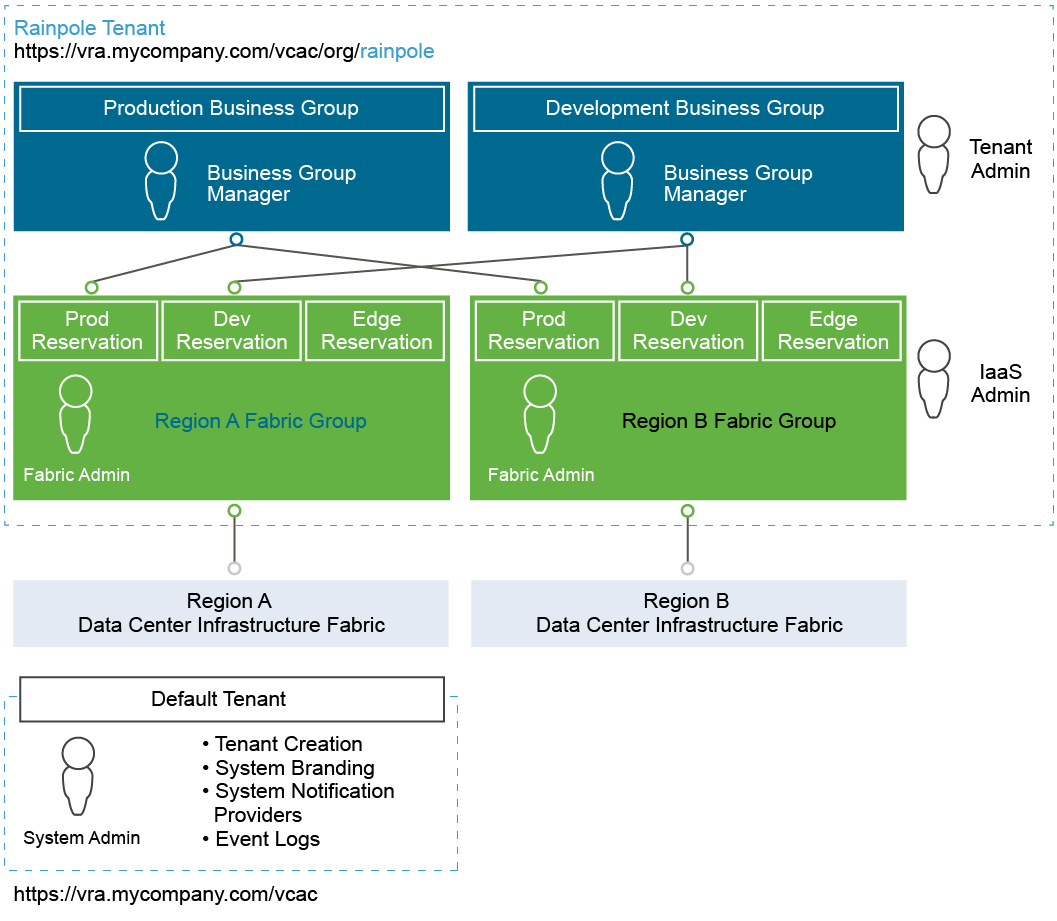 Rainpole Tenant
https://vra.mycompany.com/vcac/org/rainpole
Production Business Group
Business Group
Manager
Development Business Group
Business Group
Manager
Tenant
Admin
Prod
Reservation
Dev
Reservation
Edge
Reservation
Fabric Admin
Region A Fabric Group
Prod
Reservation
Dev
Reservation
Edge
Reservation
Fabric Admin
Region B Fabric Group
IaaS
Admin
Region A
Data Center Infrastructure Fabric
Region B
Data Center Infrastructure Fabric
Default Tenant
System Admin
• Tenant Creation
• System Branding
• System Notification
Providers
• Event Logs
https://vra.mycompany.com/vcac